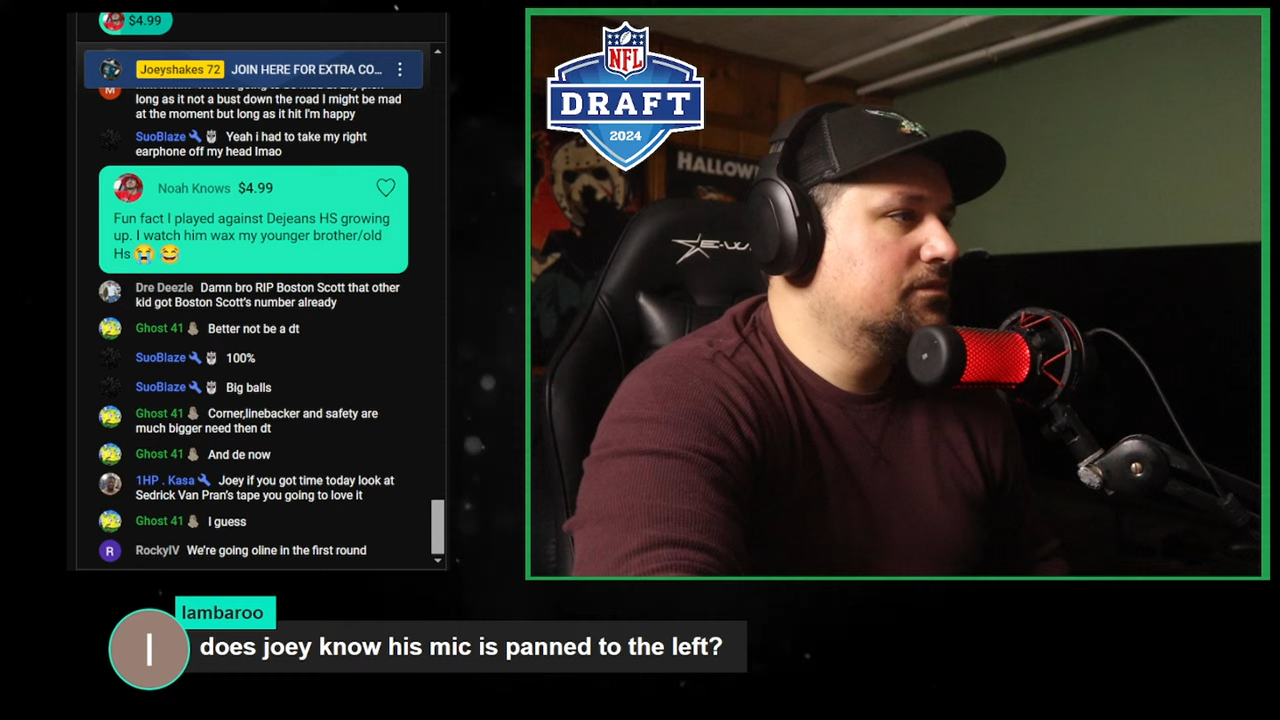 $4.99
Joeyshakes 72 JOIN HERE FOR EXTRA CO...
long as it not a bust down the road I might be mad
at the moment but long as it hit I'm happy
SuoBlaze Yeah i had to take my right
earphone off my head lmao
Noah Knows $4.99
Fun fact I played against Dejeans HS growing
up. I watch him wax my younger brother/old
Hs 😭 😂
Dre Deezle Damn bro RIP Boston Scott that other
kid got Boston Scott's number already
Ghost 41 Better not be a dt
SuoBlaze 100%
SuoBlaze Big balls
Ghost 41 Corner,linebacker and safety are
much bigger need then dt
Ghost 41 And de now
1HP . Kasa Joey if you got time today look at
Sedrick Van Pran's tape you going to love it
Ghost 41 I guess
R RockyIV We're going oline in the first round
NFL
DRAFT
2024
HALLOW
E-W
lambaroo
l does joey know his mic is panned to the left?